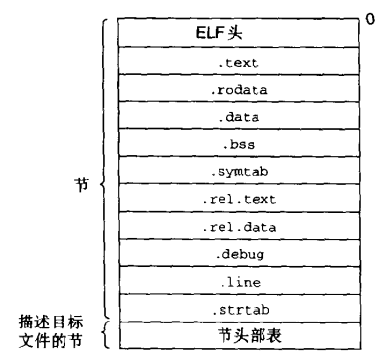 0
ELF头
.text
.rodata
.data
.bss
.symtab
节
.rel.text
.rel.data
.debug
.line
.strtab
描述目标
文件的节
节头部表